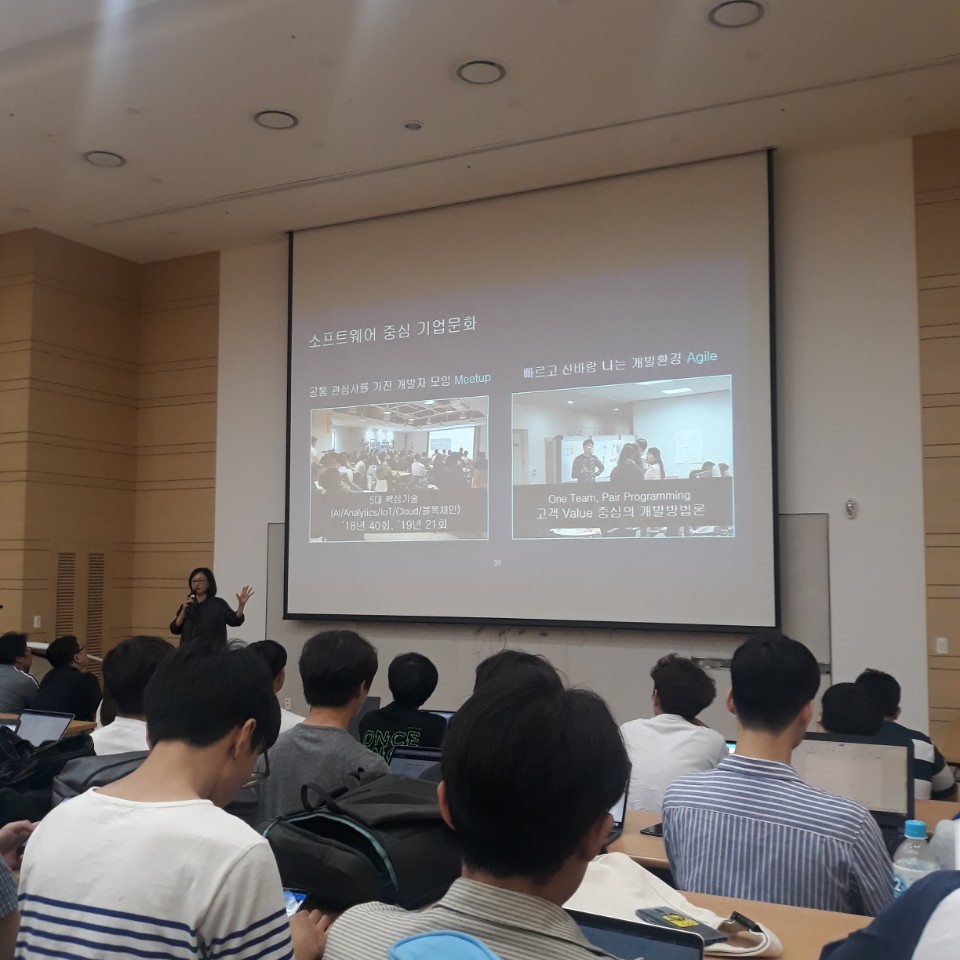 소프트웨어 중심 기업문화
공통 관심사를 가진 개발자 모임 Meetup
5대 핵심기술
(AI/Analytics/IoT/Cloud/블록체인)
'18년 40회, '19년 21회
빠르고 신바람 나는 개발환경 Agile
One Team, Pair Programming
고객 Value 중심의 개발방법론
ONCE